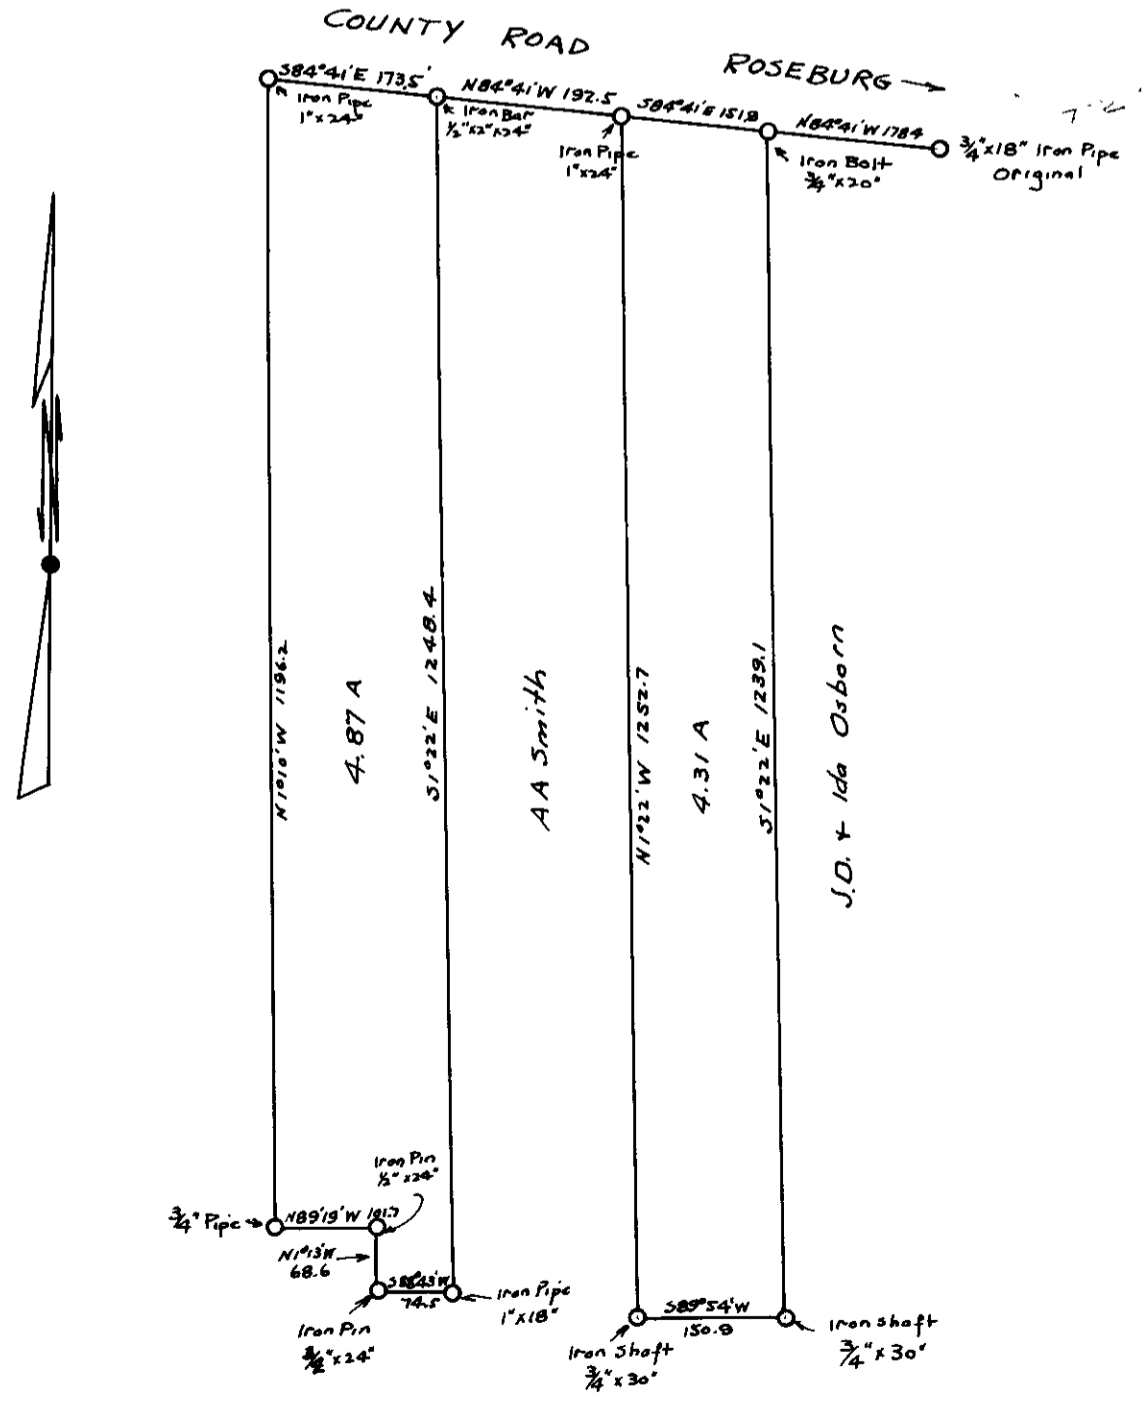 COUNTY ROAD
ROSEBURG
S84°41'E 173.5'
N84°41'W 192.5
S84°41'E 151.8
N84°41'W 178.4
Iron Pipe
1"x24"
Iron Bar
½"x2"x24"
Iron Pipe
1"x24"
Iron Bolt
¾"x20"
¾"x18" Iron Pipe
Original
N
N1°10'W 1196.2
4.87 A
S1°22'E 1248.4
AA Smith
N1°22'W 1252.7
4.31 A
S1°22'E 1239.1
J.D. + Ida Osborn
Iron Pin
½"x24"
¾" Pipe
N89°19'W 101.7
N1°13'W
68.6
S88°43'W
74.5
Iron Pipe
1"x18"
Iron Pin
"x24"
S89°54'W
150.9
Iron Shaft
¾"x30"
Iron shaft
¾"x30"